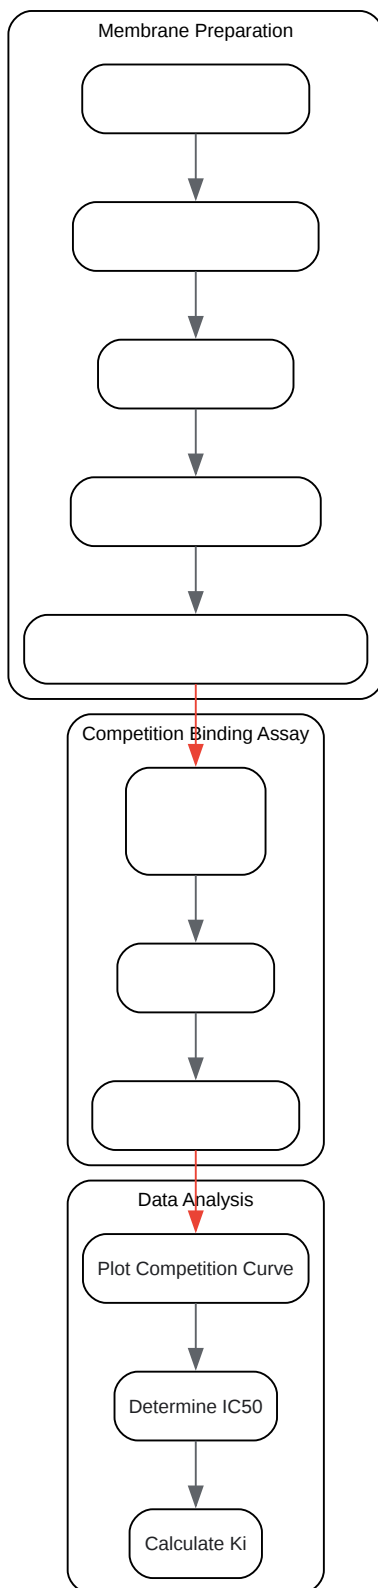 Membrane Preparation
Competition Binding Assay
Data Analysis
Plot Competition Curve
Determine IC50
Calculate Ki